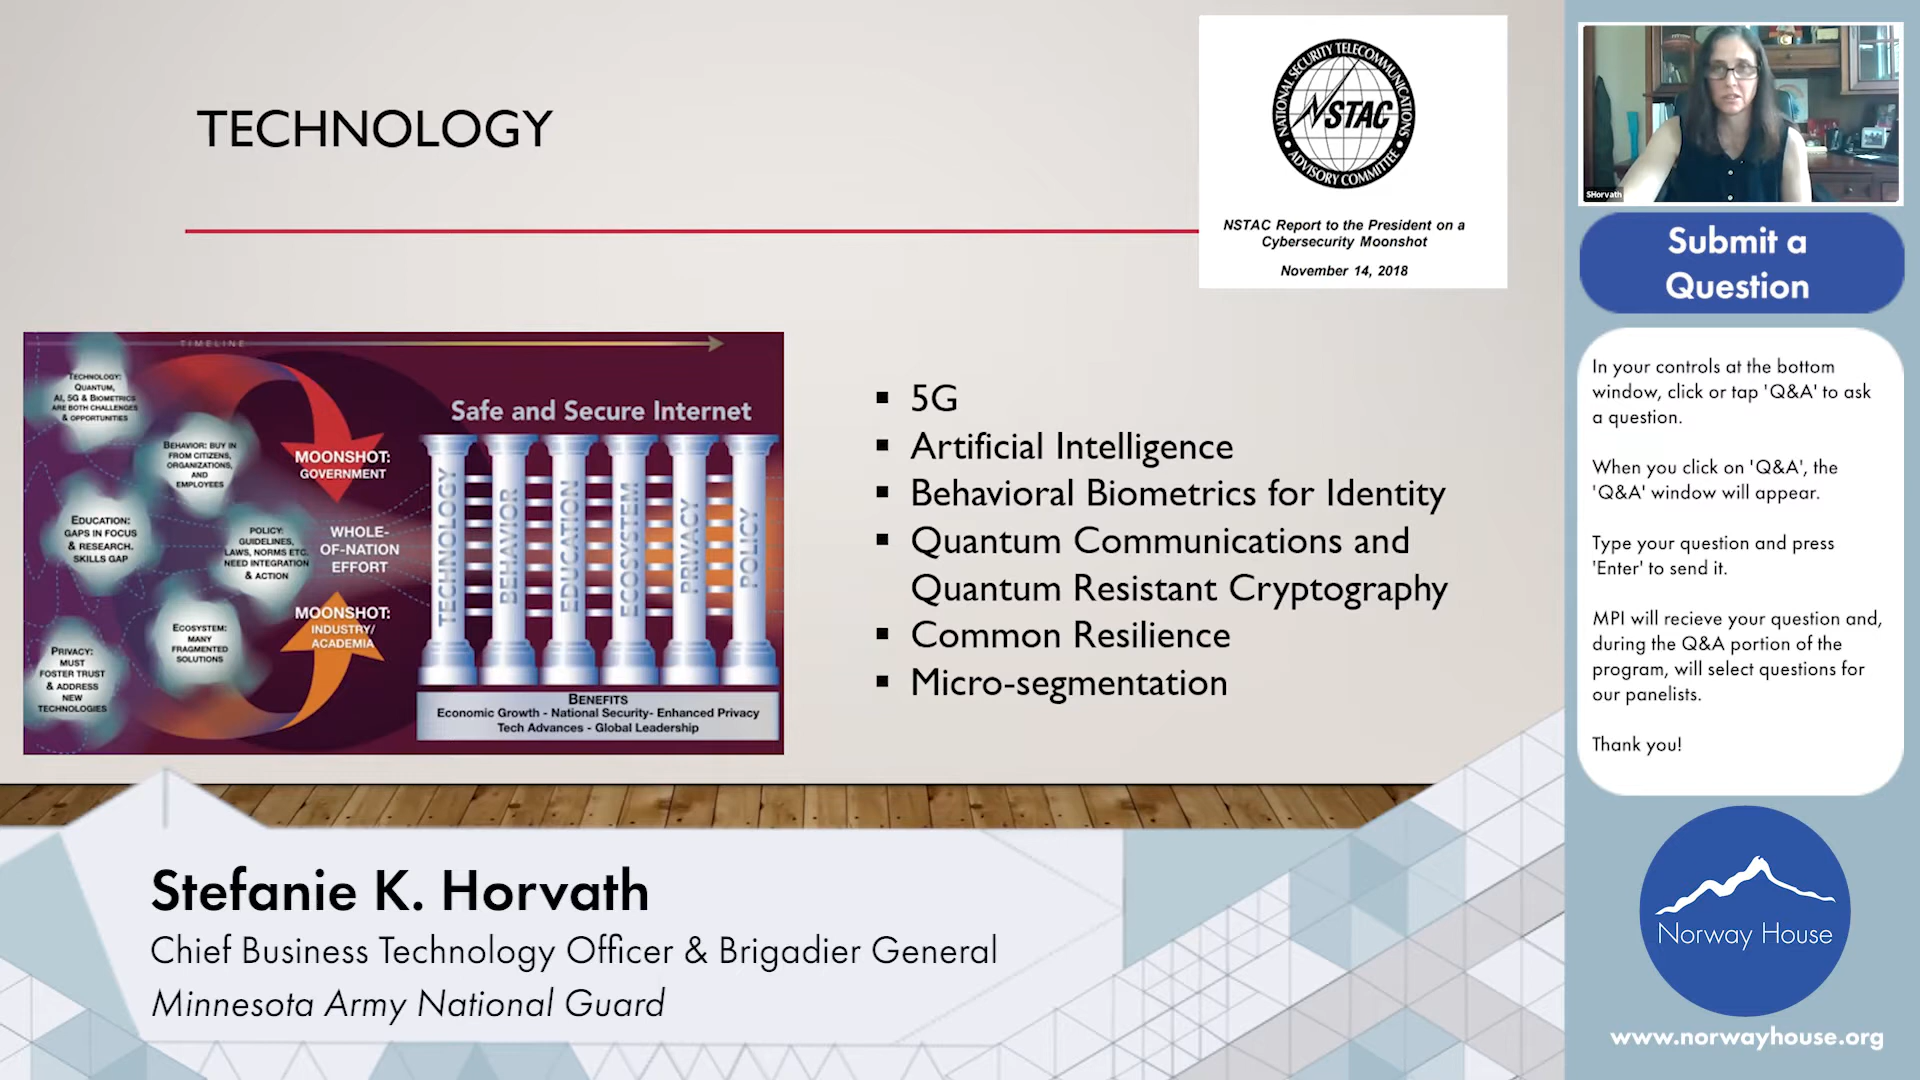 TECHNOLOGY
NATIONAL SECURITY TELECOMMUNICATIONS
NSTAC
ADVISORY COMMITTEE
NSTAC Report to the President on a
Cybersecurity Moonshot
November 14, 2018
TIMELINE
TECHNOLOGY:
QUANTUM,
AI, 5G & BIOMETRICS
ARE BOTH CHALLENGES
& OPPORTUNITIES
BEHAVIOR: BUY IN
FROM CITIZENS,
ORGANIZATIONS,
AND
EMPLOYEES
EDUCATION:
GAPS IN FOCUS
& RESEARCH.
SKILLS GAP
POLICY:
GUIDELINES,
LAWS, NORMS ETC.
NEED INTEGRATION
& ACTION
ECOSYSTEM:
MANY
FRAGMENTED
SOLUTIONS
PRIVACY:
MUST
FOSTER TRUST
& ADDRESS
NEW
TECHNOLOGIES
MOONSHOT:
GOVERNMENT
WHOLE-
OF-NATION
EFFORT
MOONSHOT:
INDUSTRY/
ACADEMIA
Safe and Secure Internet
TECHNOLOGY
BEHAVIOR
EDUCATION
ECOSYSTEM
PRIVACY
POLICY
BENEFITS
Economic Growth - National Security- Enhanced Privacy
Tech Advances - Global Leadership
▪ 5G
▪ Artificial Intelligence
▪ Behavioral Biometrics for Identity
▪ Quantum Communications and
Quantum Resistant Cryptography
▪ Common Resilience
▪ Micro-segmentation
Stefanie K. Horvath
Chief Business Technology Officer & Brigadier General
Minnesota Army National Guard
SHorvath
Submit a
Question
In your controls at the bottom
window, click or tap 'Q&A' to ask
a question.
When you click on 'Q&A', the
'Q&A' window will appear.
Type your question and press
'Enter' to send it.
MPI will recieve your question and,
during the Q&A portion of the
program, will select questions for
our panelists.
Thank you!
Norway House
www.norwayhouse.org